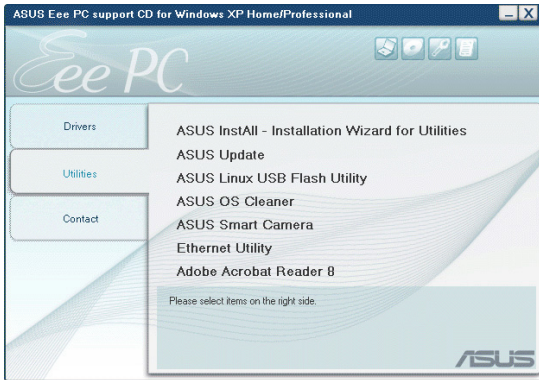 ASUS Eee PC support CD for Windows XP Home/Professional
Eee PC
Drivers
Utilities
Contact
ASUS InstAll - Installation Wizard for Utilities
ASUS Update
ASUS Linux USB Flash Utility
ASUS OS Cleaner
ASUS Smart Camera
Ethernet Utility
Adobe Acrobat Reader 8
Please select items on the right side.
ASUS